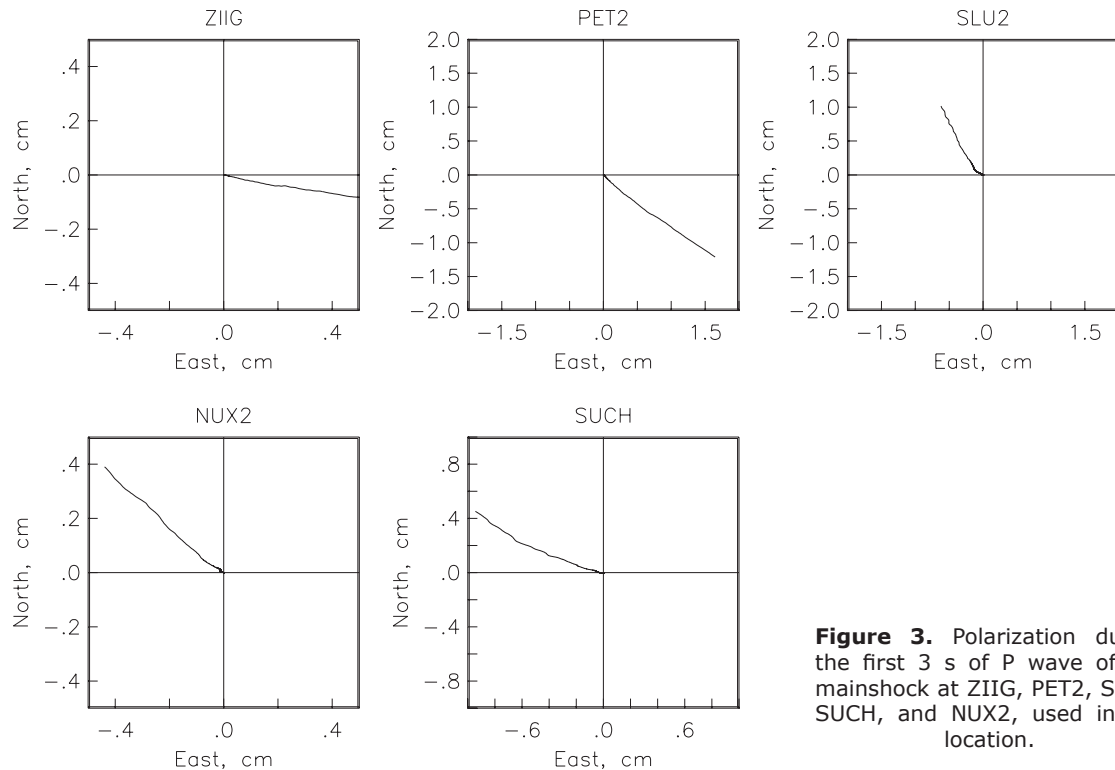 ZIIG
North, cm
.4
.2
.0
−.2
−.4
−.4 .0 .4
East, cm
PET2
North, cm
2.0
1.5
1.0
.5
.0
−.5
−1.0
−1.5
−2.0
−1.5 .0 1.5
East, cm
SLU2
North, cm
2.0
1.5
1.0
.5
.0
−.5
−1.0
−1.5
−2.0
−1.5 .0 1.5
East, cm
NUX2
North, cm
.4
.2
.0
−.2
−.4
−.4 .0 .4
East, cm
SUCH
North, cm
.8
.4
.0
−.4
−.8
−.6 .0 .6
East, cm
Figure 3. Polarization du
the first 3 s of P wave of
mainshock at ZIIG, PET2, S
SUCH, and NUX2, used in
location.